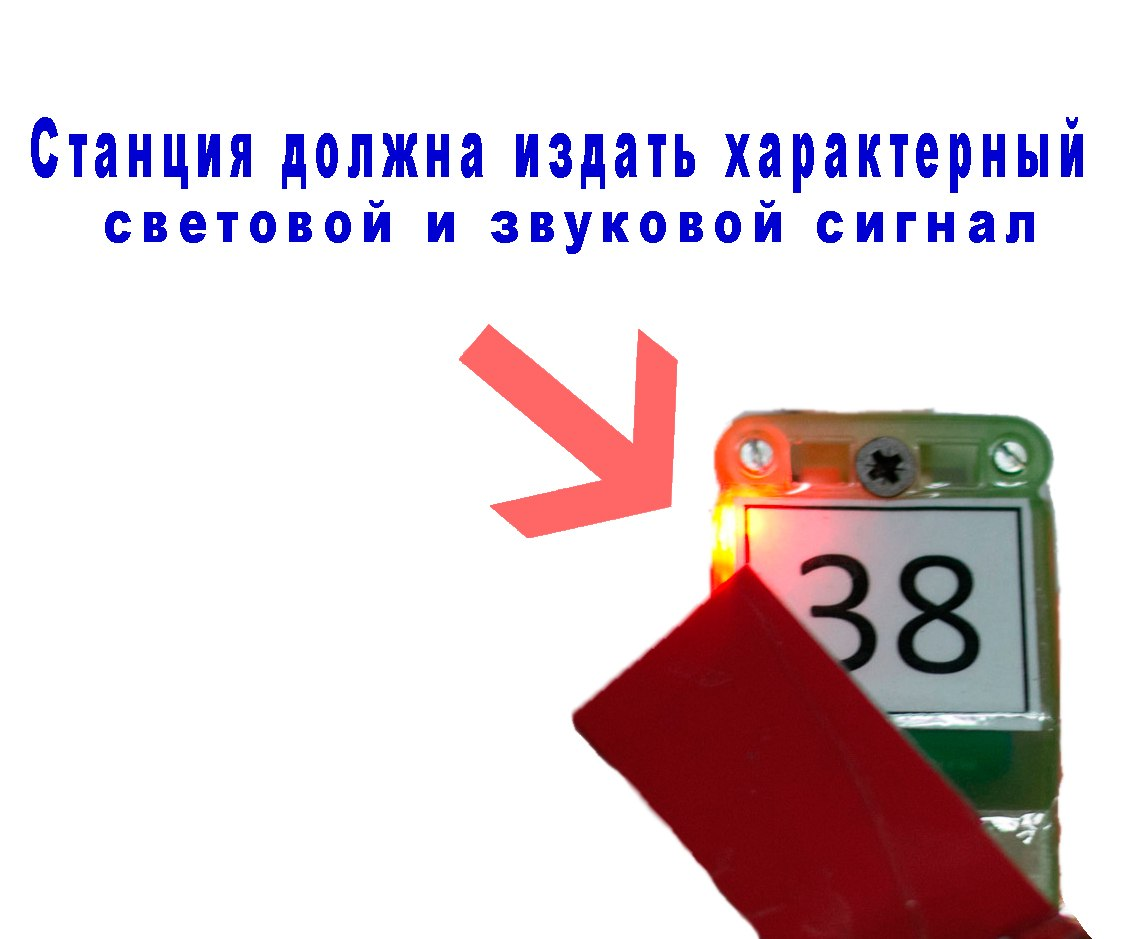 Станция должна издать характерный
световой и звуковой сигнал
38